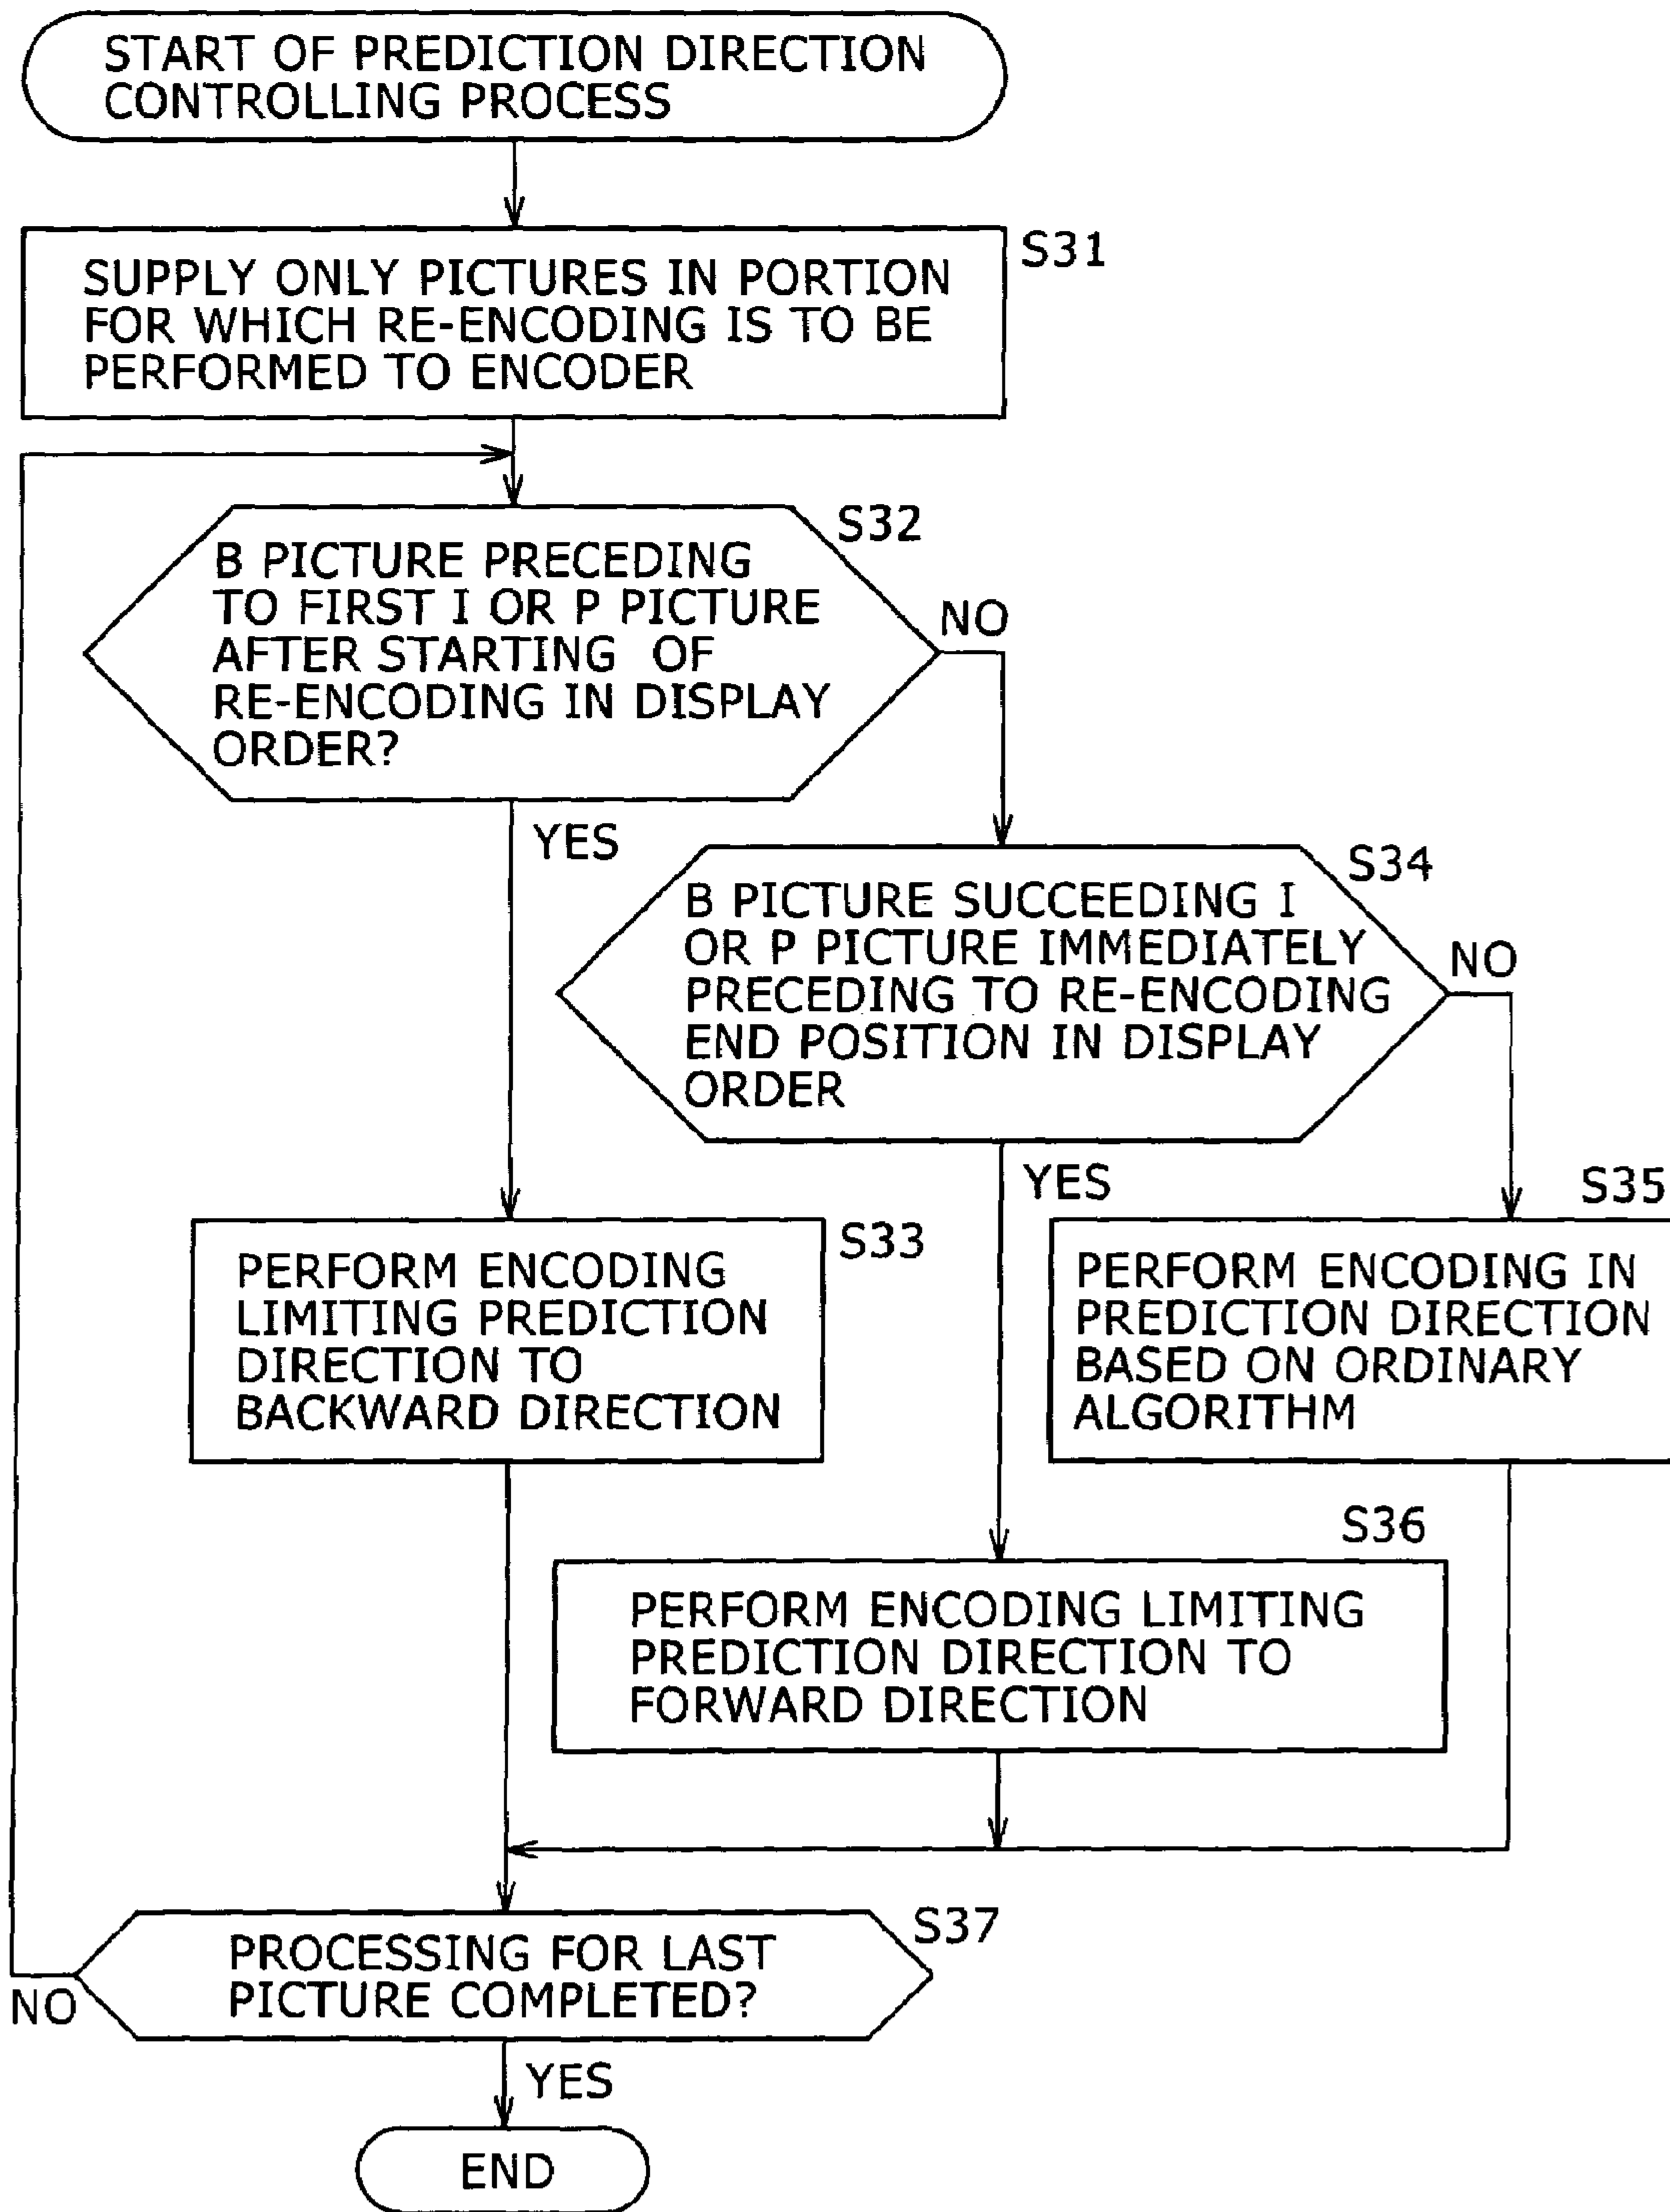 START OF PREDICTION DIRECTION
CONTROLLING PROCESS
S31
SUPPLY ONLY PICTURES IN PORTION
FOR WHICH RE-ENCODING IS TO BE
PERFORMED TO ENCODER
S32
B PICTURE PRECEDING
TO FIRST I OR P PICTURE
AFTER STARTING OF
RE-ENCODING IN DISPLAY
ORDER?
NO
YES
S34
B PICTURE SUCCEEDING I
OR P PICTURE IMMEDIATELY
PRECEDING TO RE-ENCODING
END POSITION IN DISPLAY
ORDER
NO
YES
S33
PERFORM ENCODING
LIMITING PREDICTION
DIRECTION TO
BACKWARD DIRECTION
S35
PERFORM ENCODING IN
PREDICTION DIRECTION
BASED ON ORDINARY
ALGORITHM
S36
PERFORM ENCODING LIMITING
PREDICTION DIRECTION TO
FORWARD DIRECTION
S37
PROCESSING FOR LAST
PICTURE COMPLETED?
NO
YES
END